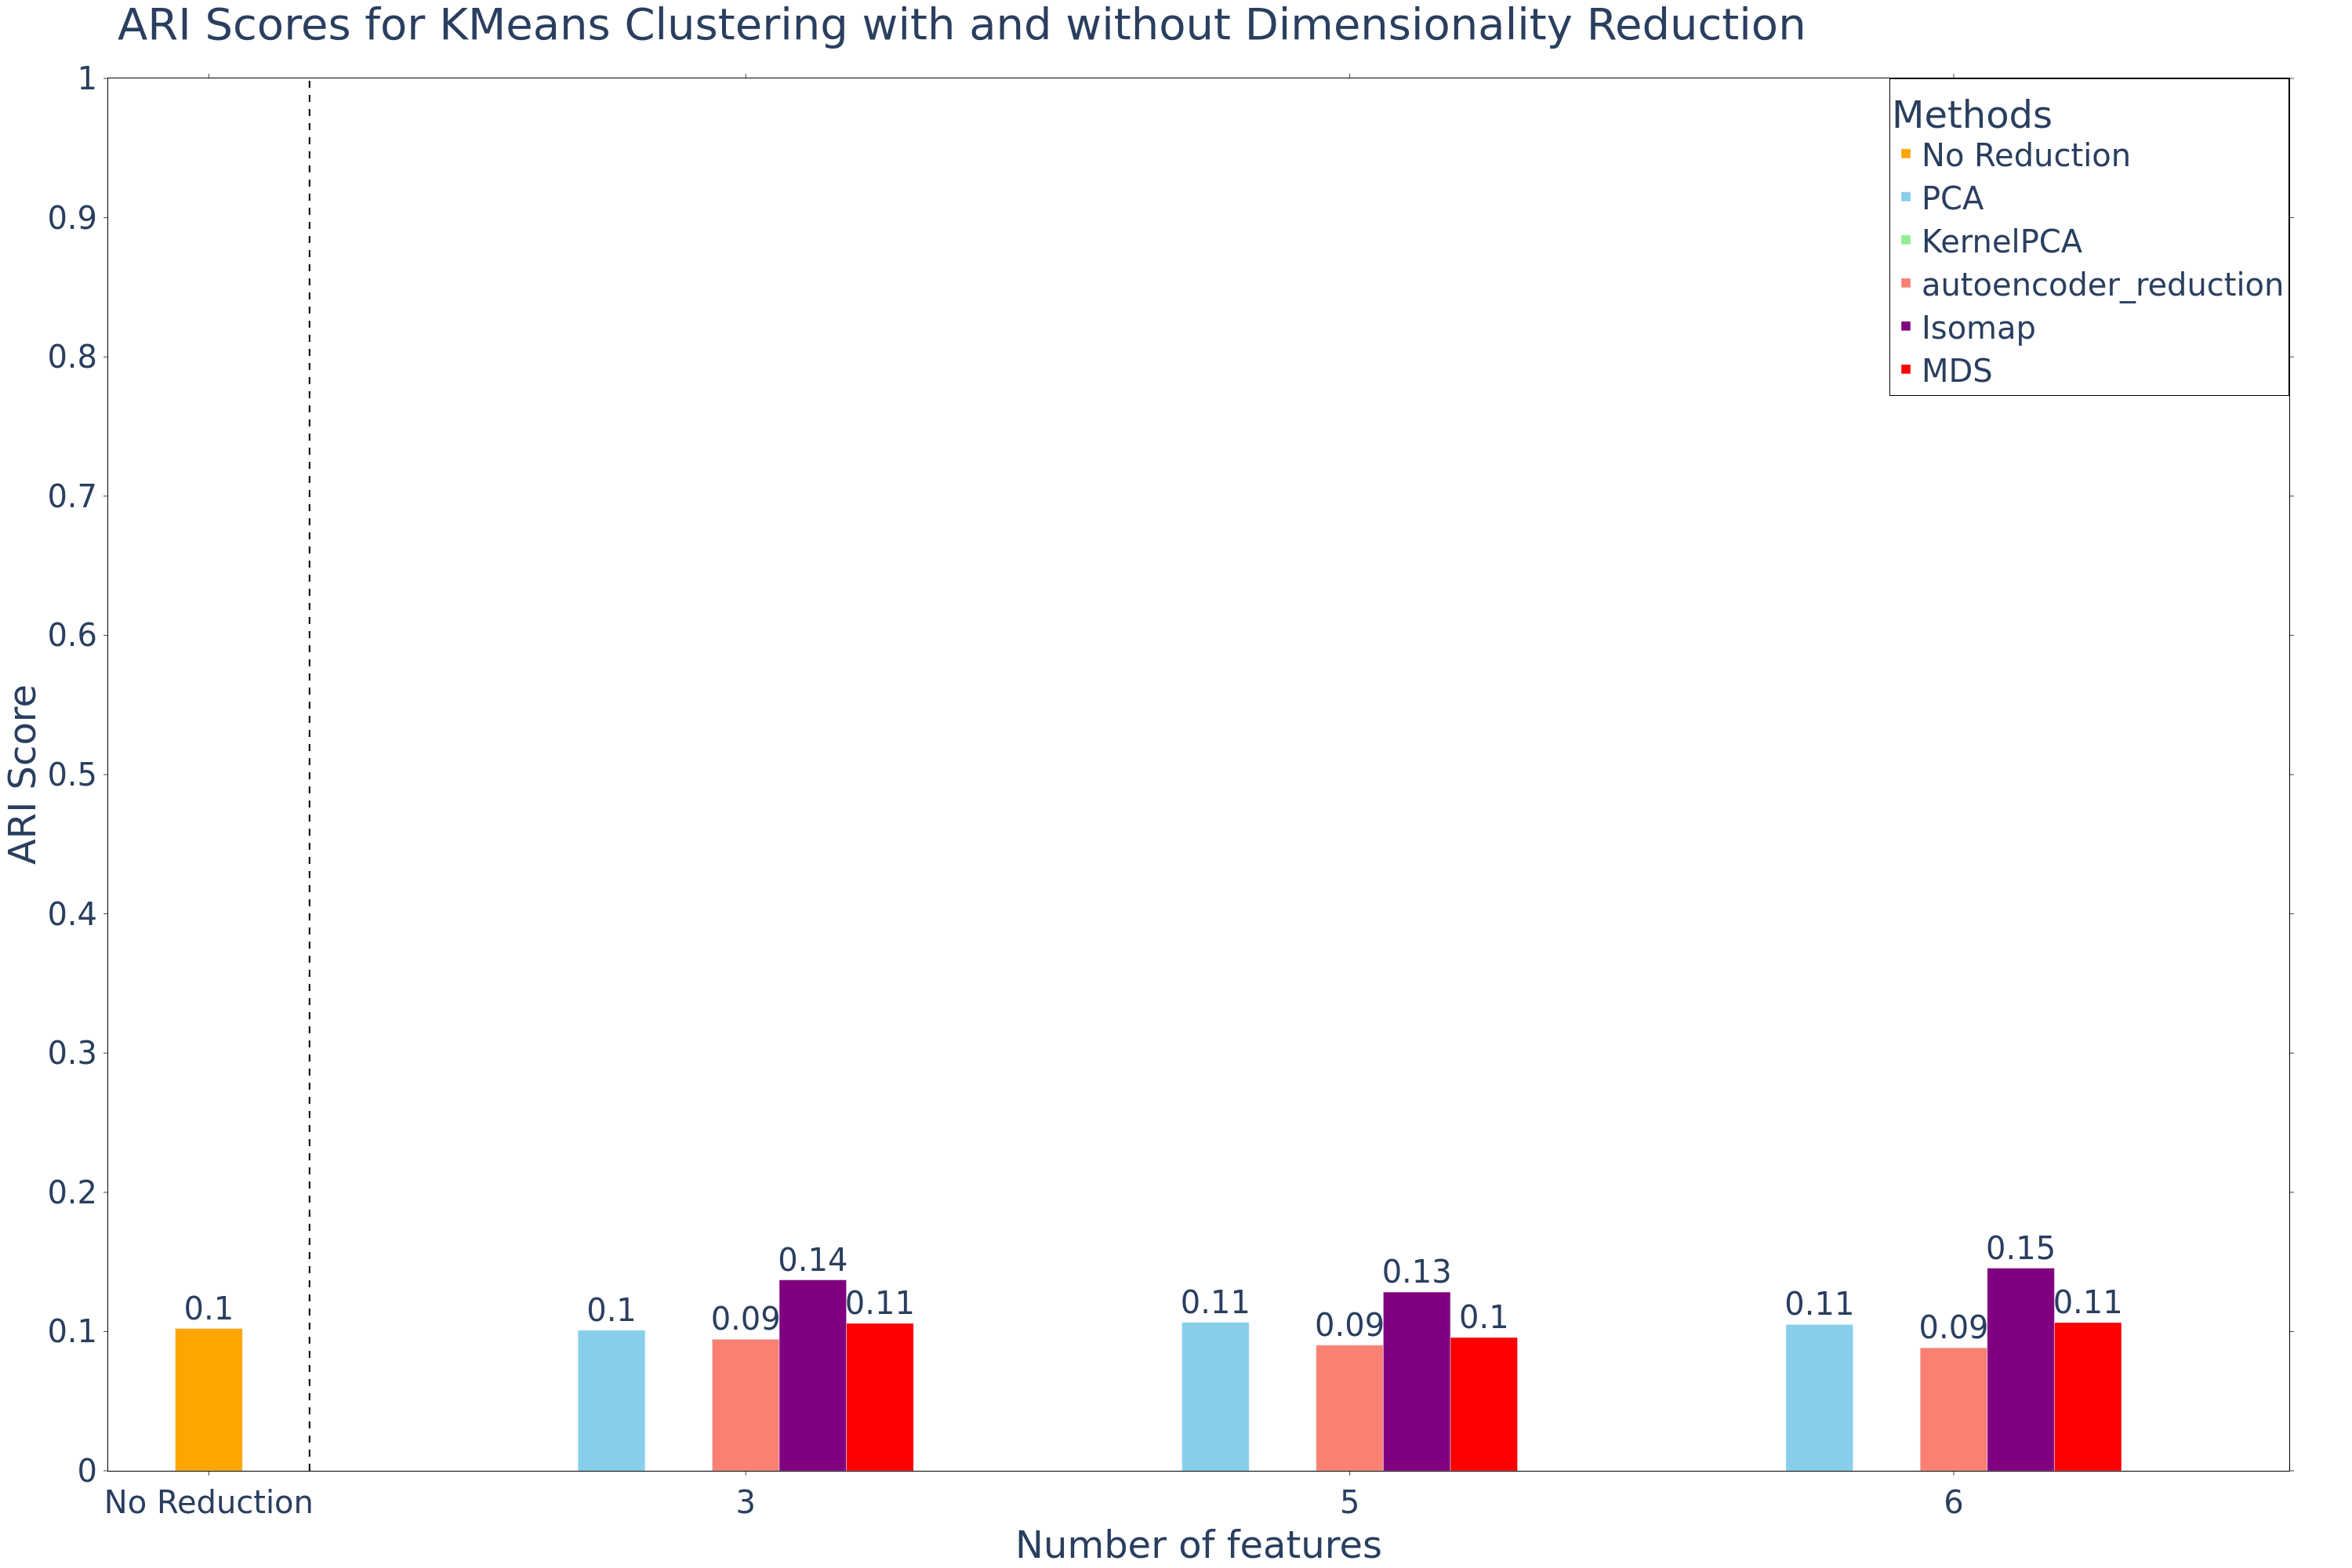 ARI Scores for KMeans Clustering with and without Dimensionality Reduction
Methods
No Reduction
PCA
KernelPCA
autoencoder_reduction
Isomap
MDS
ARI Score
1
0.9
0.8
0.7
0.6
0.5
0.4
0.3
0.2
0.1
0
0.1
0.1
0.09
0.14
0.11
0.11
0.09
0.13
0.1
0.11
0.09
0.15
0.11
No Reduction
3
5
6
Number of features